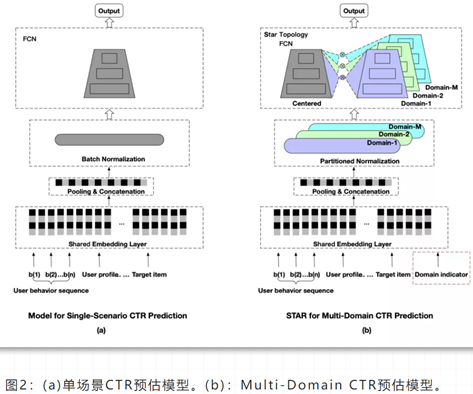 Output
FCN
Batch Normalization
Pooling & Concatenation
...
Shared Embedding Layer
b(1) b(2)...b(n) User profile. ... Target item
User behavior sequence
Model for Single-Scenario CTR Prediction
(a)
Output
Star Topology
FCN
Domain-M
Domain-2
Centered Domain-1
Domain-M
Domain-2
Domain-1
Partitioned Normalization
Pooling & Concatenation
...
Shared Embedding Layer
b(1) b(2)...b(n) User profile. ... Target item Domain indicator
User behavior sequence
STAR for Multi-Domain CTR Prediction
(b)
图2：(a)单场景CTR预估模型。(b)：Multi-Domain CTR预估模型。